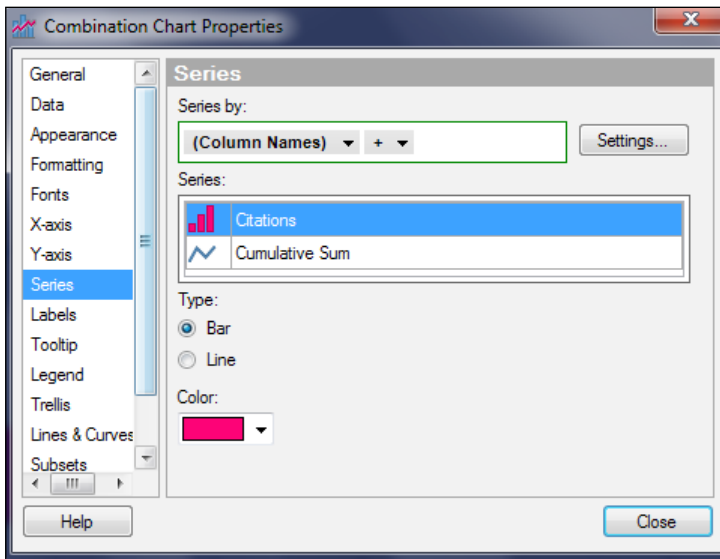 Combination Chart Properties
X
General
Data
Appearance
Formatting
Fonts
X-axis
Y-axis
Series
Labels
Tooltip
Legend
Trellis
Lines & Curves
Subsets
Help
Series
Series by:
(Column Names) +
Settings...
Series:
Citations
Cumulative Sum
Type:
Bar
Line
Color:
Close